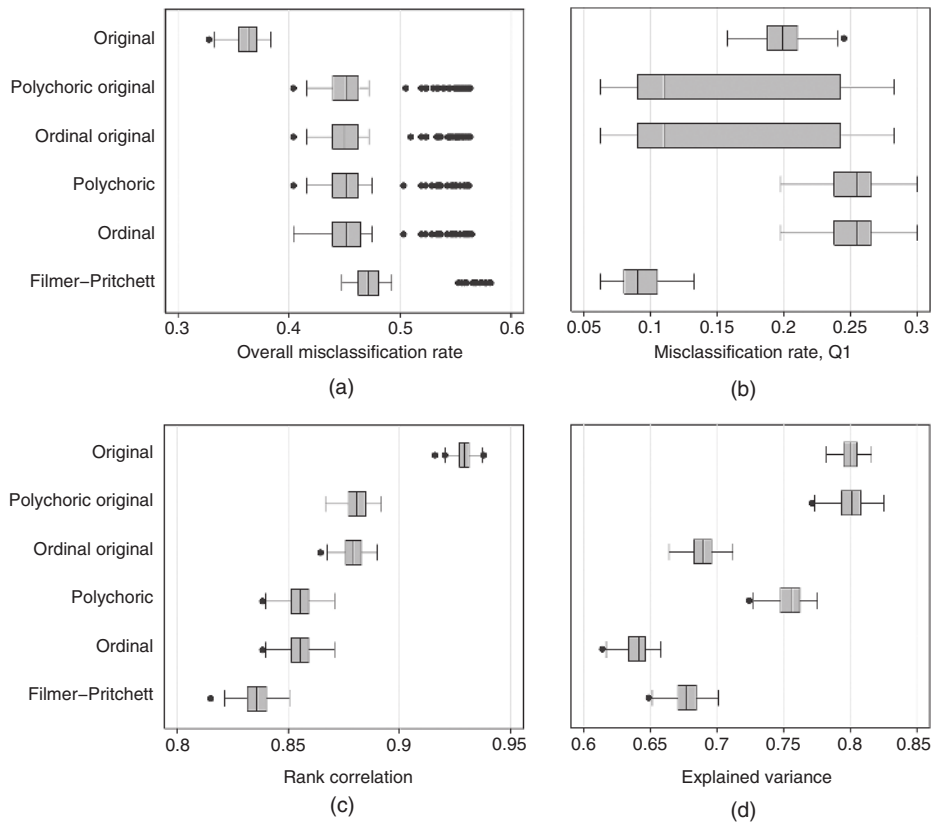 Original
Polychoric original
Ordinal original
Polychoric
Ordinal
Filmer–Pritchett
0.3 0.4 0.5 0.6
Overall misclassification rate
(a)
0.05 0.1 0.15 0.2 0.25 0.3
Misclassification rate, Q1
(b)
Original
Polychoric original
Ordinal original
Polychoric
Ordinal
Filmer–Pritchett
0.8 0.85 0.9 0.95
Rank correlation
(c)
0.6 0.65 0.7 0.75 0.8 0.85
Explained variance
(d)